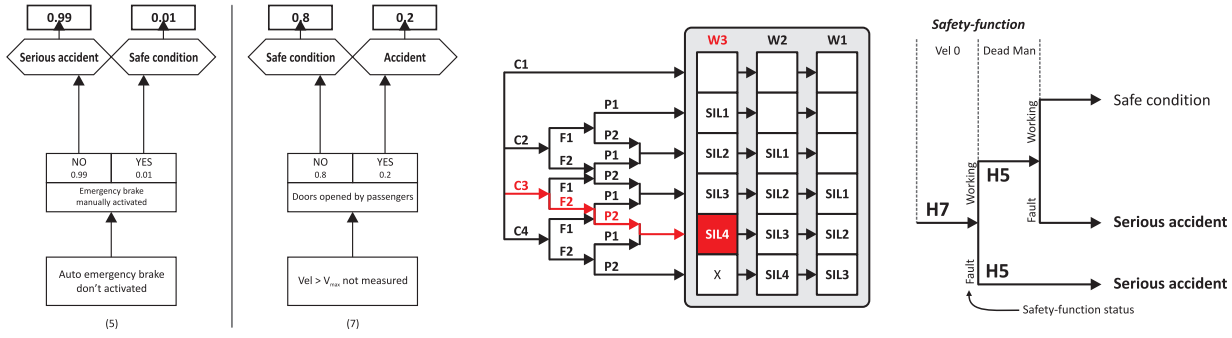 0.99
0.01
Serious accident
Safe condition
NO
YES
0.99
0.01
Emergency brake
manually activated
Auto emergency brake
don't activated
(5)
0.8
0.2
Safe condition
Accident
NO
YES
0.8
0.2
Doors opened by passengers
Vel > Vmax not measured
(7)
W3
W2
W1
C1
P1
SIL1
F1
C2
P2
SIL2
SIL1
F2
P1
P2
C3
F1
SIL3
SIL2
SIL1
F2
P1
P2
SIL4
SIL3
SIL2
C4
F1
P1
F2
P2
X
SIL4
SIL3
Safety-function
Vel 0
Dead Man
Safe condition
Working
Working
H5
H7
Fault
Serious accident
Fault
H5
Serious accident
Safety-function status